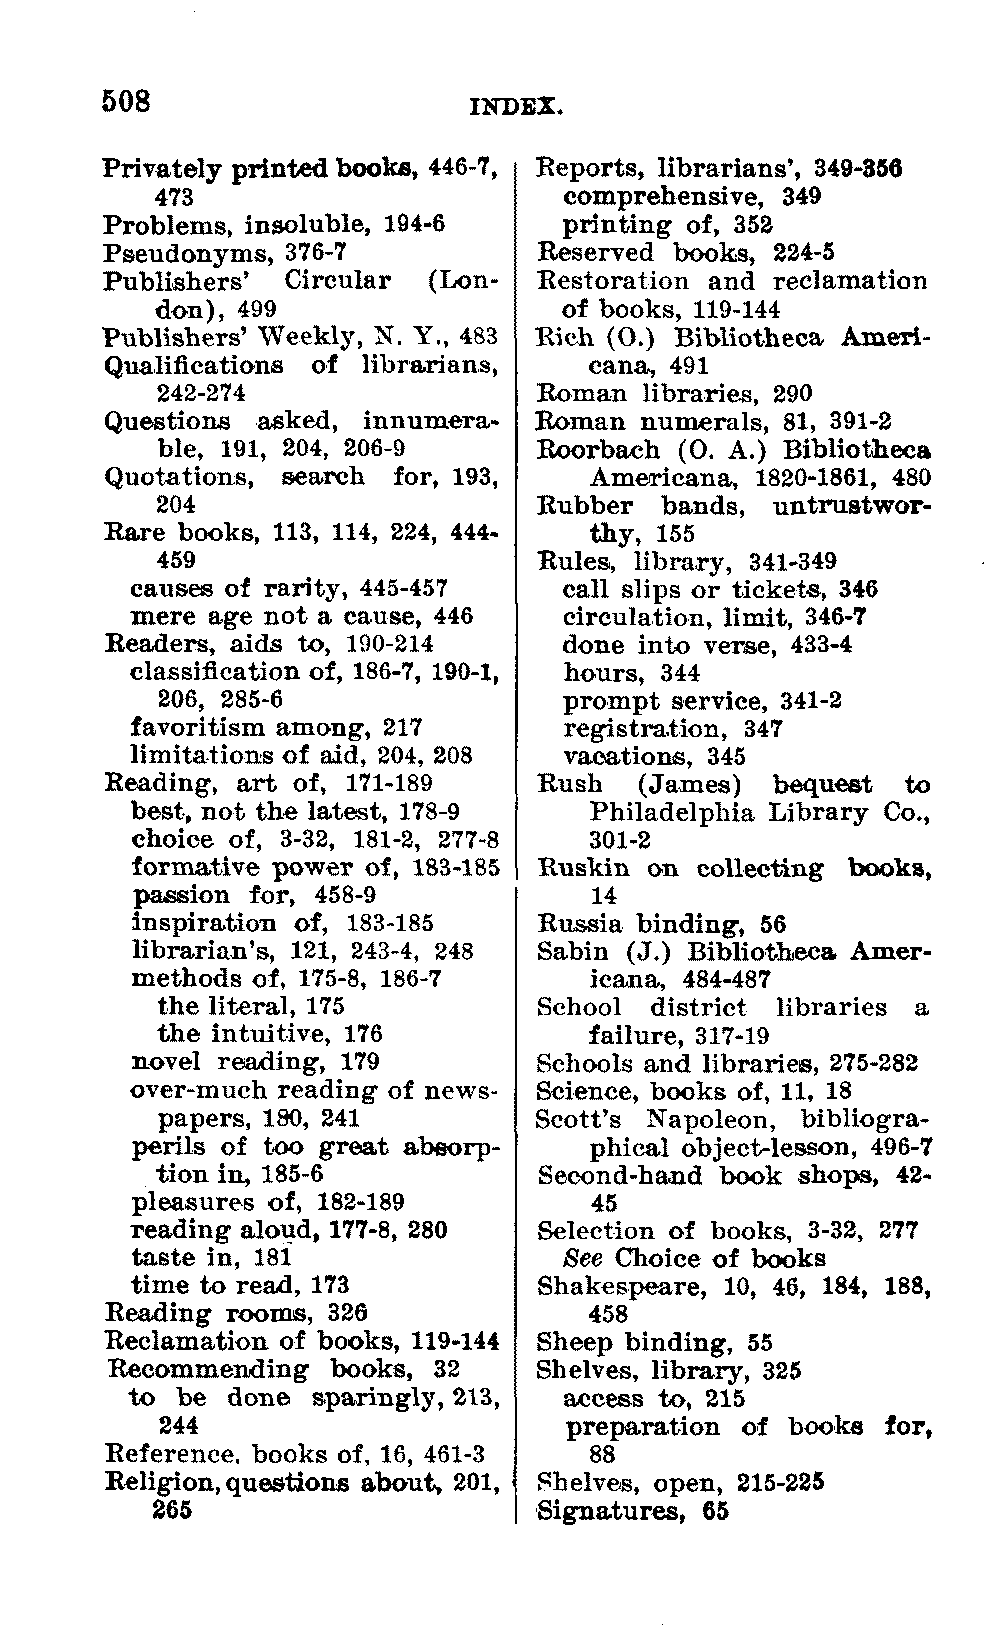 508
INDEX.
Privately printed books, 446-7,
473
Problems, insoluble, 194-6
Pseudonyms, 376-7
Publishers' Circular (Lon-
don), 499
Publishers' Weekly, N. Y., 483
Qualifications of librarians,
242-274
Questions asked, innumera-
ble, 191, 204, 206-9
Quotations, search for, 193,
204
Rare books, 113, 114, 224, 444-
459
causes of rarity, 445-457
mere age not a cause, 446
Readers, aids to, 190-214
classification of, 186-7, 190-1,
206, 285-6
favoritism among, 217
limitations of aid, 204, 208
Reading, art of, 171-189
best, not the latest, 178-9
choice of, 3-32, 181-2, 277-8
formative power of, 183-185
passion for, 458-9
inspiration of, 183-185
librarian's, 121, 243-4, 248
methods of, 175-8, 186-7
the literal, 175
the intuitive, 176
novel reading, 179
over-much reading of news-
papers, 180, 241
perils of too great absorp-
tion in, 185-6
pleasures of, 182-189
reading aloud, 177-8, 280
taste in, 181
time to read, 173
Reading rooms, 326
Reclamation of books, 119-144
Recommending books, 32
to be done sparingly, 213,
244
Reference, books of, 16, 461-3
Religion, questions about, 201,
265
Reports, librarians', 349-356
comprehensive, 349
printing of, 352
Reserved books, 224-5
Restoration and reclamation
of books, 119-144
Rich (O.) Bibliotheca Ameri-
cana, 491
Roman libraries, 290
Roman numerals, 81, 391-2
Roorbach (O. A.) Bibliotheca
Americana, 1820-1861, 480
Rubber bands, untrustwor-
thy, 155
Rules, library, 341-349
call slips or tickets, 346
circulation, limit, 346-7
done into verse, 433-4
hours, 344
prompt service, 341-2
registration, 347
vacations, 345
Rush (James) bequest to
Philadelphia Library Co.,
301-2
Ruskin on collecting books,
14
Russia binding, 56
Sabin (J.) Bibliotheca Amer-
icana, 484-487
School district libraries a
failure, 317-19
Schools and libraries, 275-282
Science, books of, 11, 18
Scott's Napoleon, bibliogra-
phical object-lesson, 496-7
Second-hand book shops, 42-
45
Selection of books, 3-32, 277
See Choice of books
Shakespeare, 10, 46, 184, 188,
458
Sheep binding, 55
Shelves, library, 325
access to, 215
preparation of books for,
88
Shelves, open, 215-225
Signatures, 65